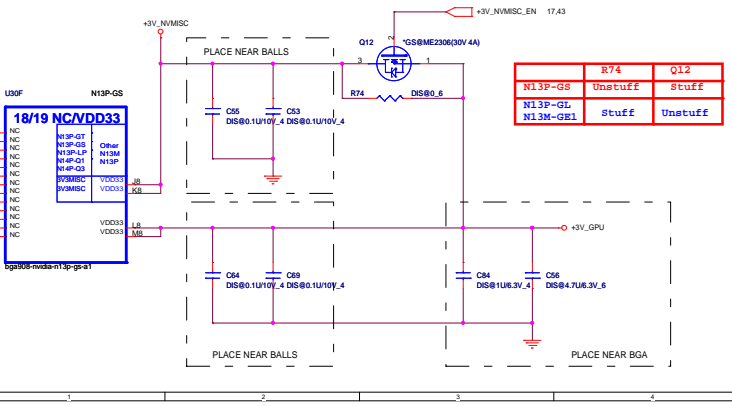 +3V_NVMISC_EN 17,43
+3V_NVMISC
Q12 *GS@ME2306(30V 4A)
2
3 1
PLACE NEAR BALLS
R74 DIS@0_6
R74 Q12
N13P-GS Unstuff Stuff
N13P-GL
N13M-GE1 Stuff Unstuff
U30F N13P-GS
18/19 NC/VDD33
NC
NC
NC
NC
NC
NC
NC
NC
NC
NC
NC
NC
NC
N13P-GT
N13P-GS
N13P-LP
N14P-Q1
N14P-Q3
Other
N13M
N13P
3V3MISC VDD33 J8
3V3MISC VDD33 K8
VDD33 L8
VDD33 M8
bga908-nvidia-n13p-gs-a1
C55
DIS@0.1U/10V_4
C53
DIS@0.1U/10V_4
+3V_GPU
C64
DIS@0.1U/10V_4
C69
DIS@0.1U/10V_4
C84
DIS@1U/6.3V_4
C56
DIS@4.7U/6.3V_6
PLACE NEAR BALLS
PLACE NEAR BGA
1 2 3 4